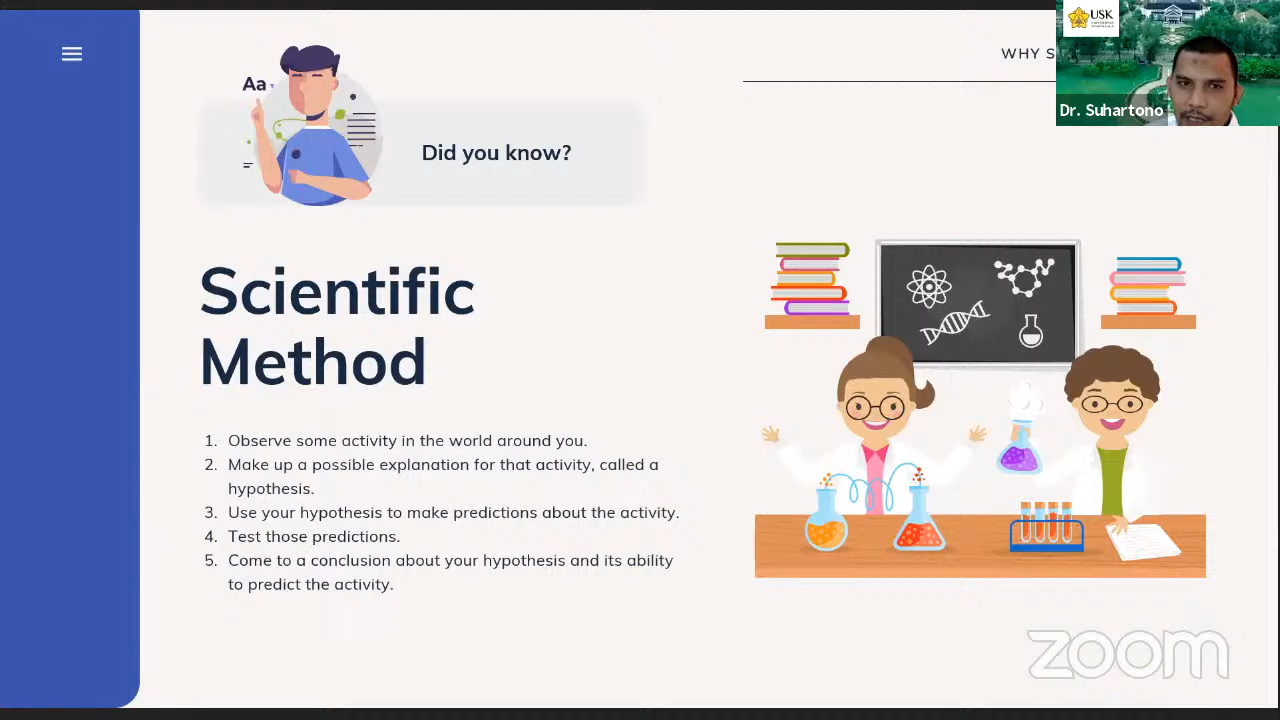 WHY S
USK
Dr. Suhartono
Aa
Did you know?
Scientific
Method
1. Observe some activity in the world around you.
2. Make up a possible explanation for that activity, called a
hypothesis.
3. Use your hypthesis to make predictions about the activity.
4. Test those predictions.
5. Come to a conclusion about your hypothesis and its ability
to predict the activity.
zoom